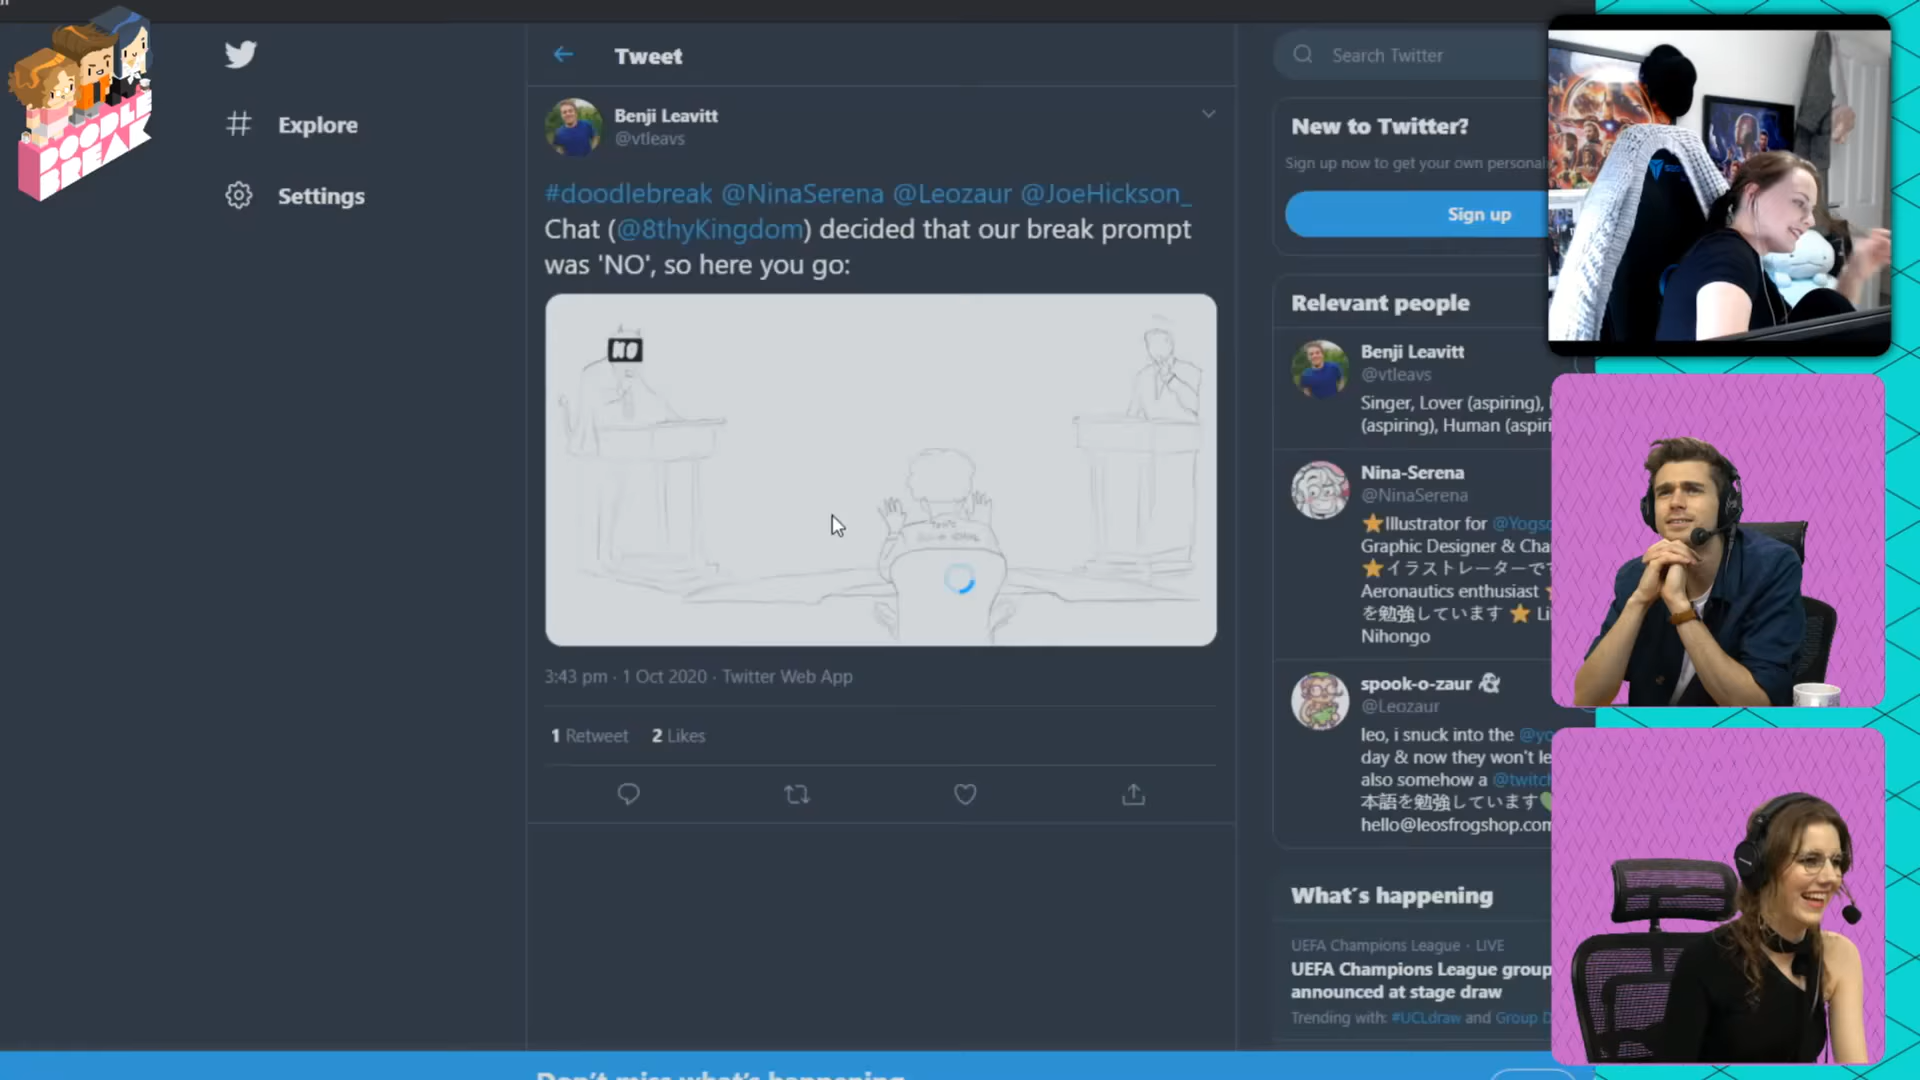 DOODLE
BREAK
Explore
Settings
Tweet
Benji Leavitt
@vtleavs
#doodlebreak @NinaSerena @Leozaur @JoeHickson_
Chat (@8thyKingdom) decided that our break prompt
was 'NO', so here you go:
NO
3:43 pm · 1 Oct 2020 · Twitter Web App
1 Retweet 2 Likes
Search Twitter
New to Twitter?
Sign up now to get your own personal
Sign up
Relevant people
Benji Leavitt
@vtleavs
Singer, Lover (aspiring),
(aspiring), Human (aspiri
Nina-Serena
@NinaSerena
⭐Illustrator for @Yogs
Graphic Designer & Cha
⭐イラストレーターです
Aeronautics enthusiast
を勉強しています ⭐ Li
Nihongo
spook-o-zaur 👻
@Leozaur
leo, i snuck into the @yo
day & now they won't le
also somehow a @twitch
本語を勉強しています
hello@leosfrogshop.com
What's happening
UEFA Champions League · LIVE
UEFA Champions League group
announced at stage draw
Trending with: #UCLdraw and Group D
Don't miss what's happening